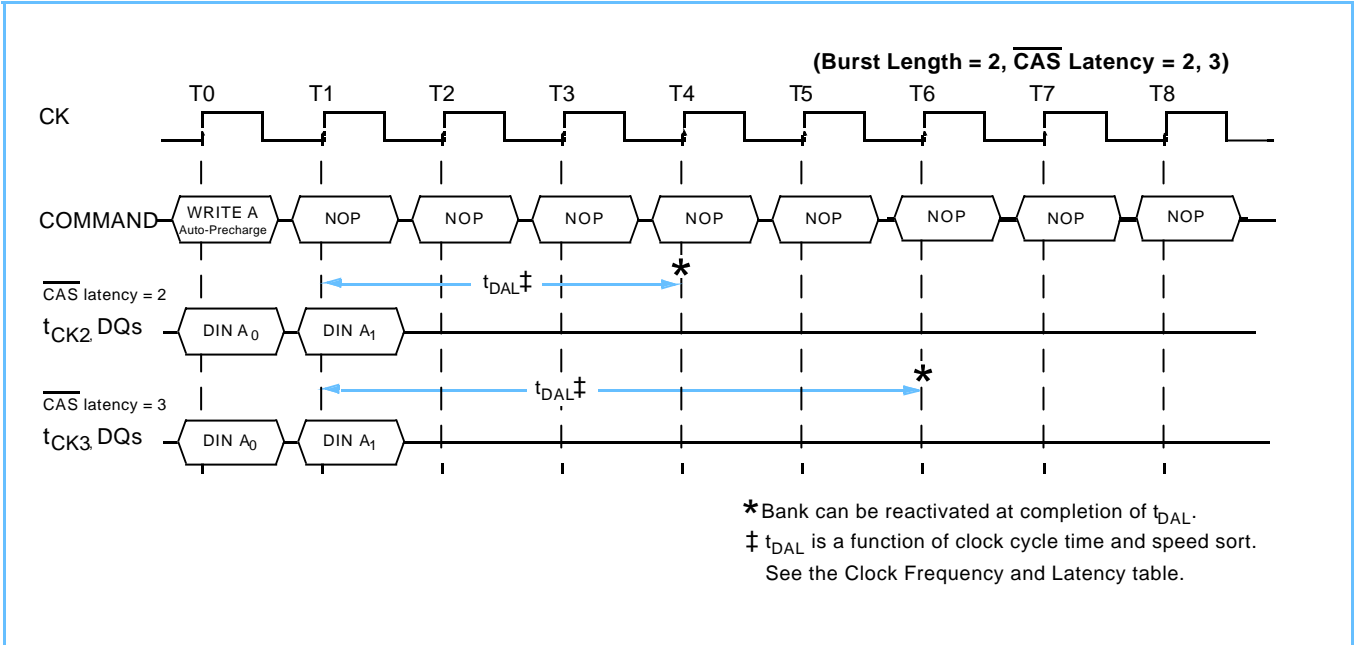 (Burst Length = 2, CAS Latency = 2, 3)
T0 T1 T2 T3 T4 T5 T6 T7 T8
CK
COMMAND WRITE A NOP NOP NOP NOP NOP NOP NOP NOP
Auto-Precharge
*
tDAL‡
CAS latency = 2
tCK2, DQs DIN A0 DIN A1
*
tDAL‡
CAS latency = 3
tCK3, DQs DIN A0 DIN A1
* Bank can be reactivated at completion of tDAL.
‡ tDAL is a function of clock cycle time and speed sort.
See the Clock Frequency and Latency table.